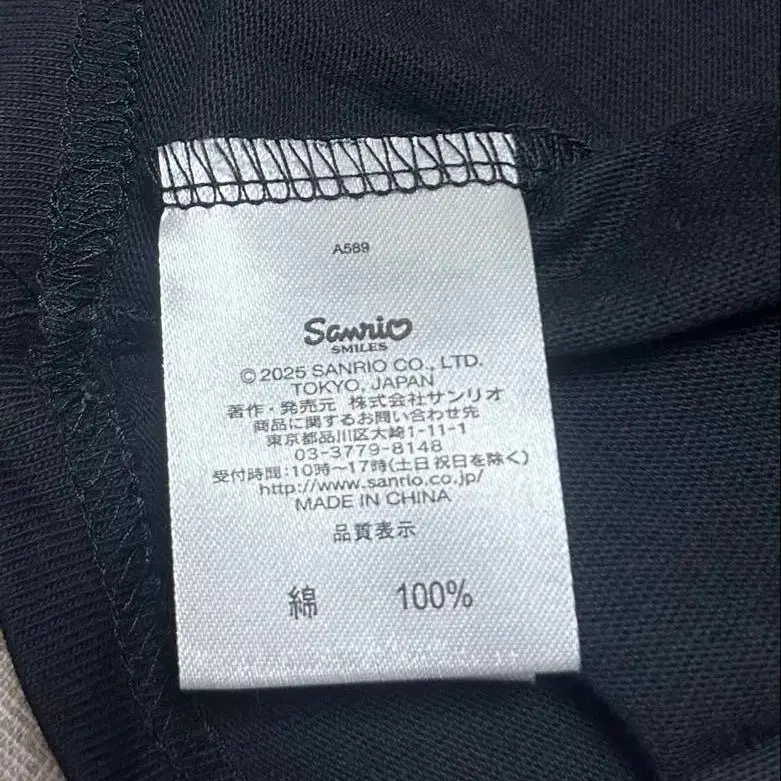 A589
Sanrio
SMILES
©2025 SANRIO CO., LTD.
TOKYO, JAPAN
著作・発売元 株式会社サンリオ
商品に関するお問い合わせ先
東京都品川区大崎1-11-1
03-3779-8148
受付時間:10時～17時(土日祝日を除く)
http://www.sanrio.co.jp/
MADE IN CHINA
品質表示
綿 100%